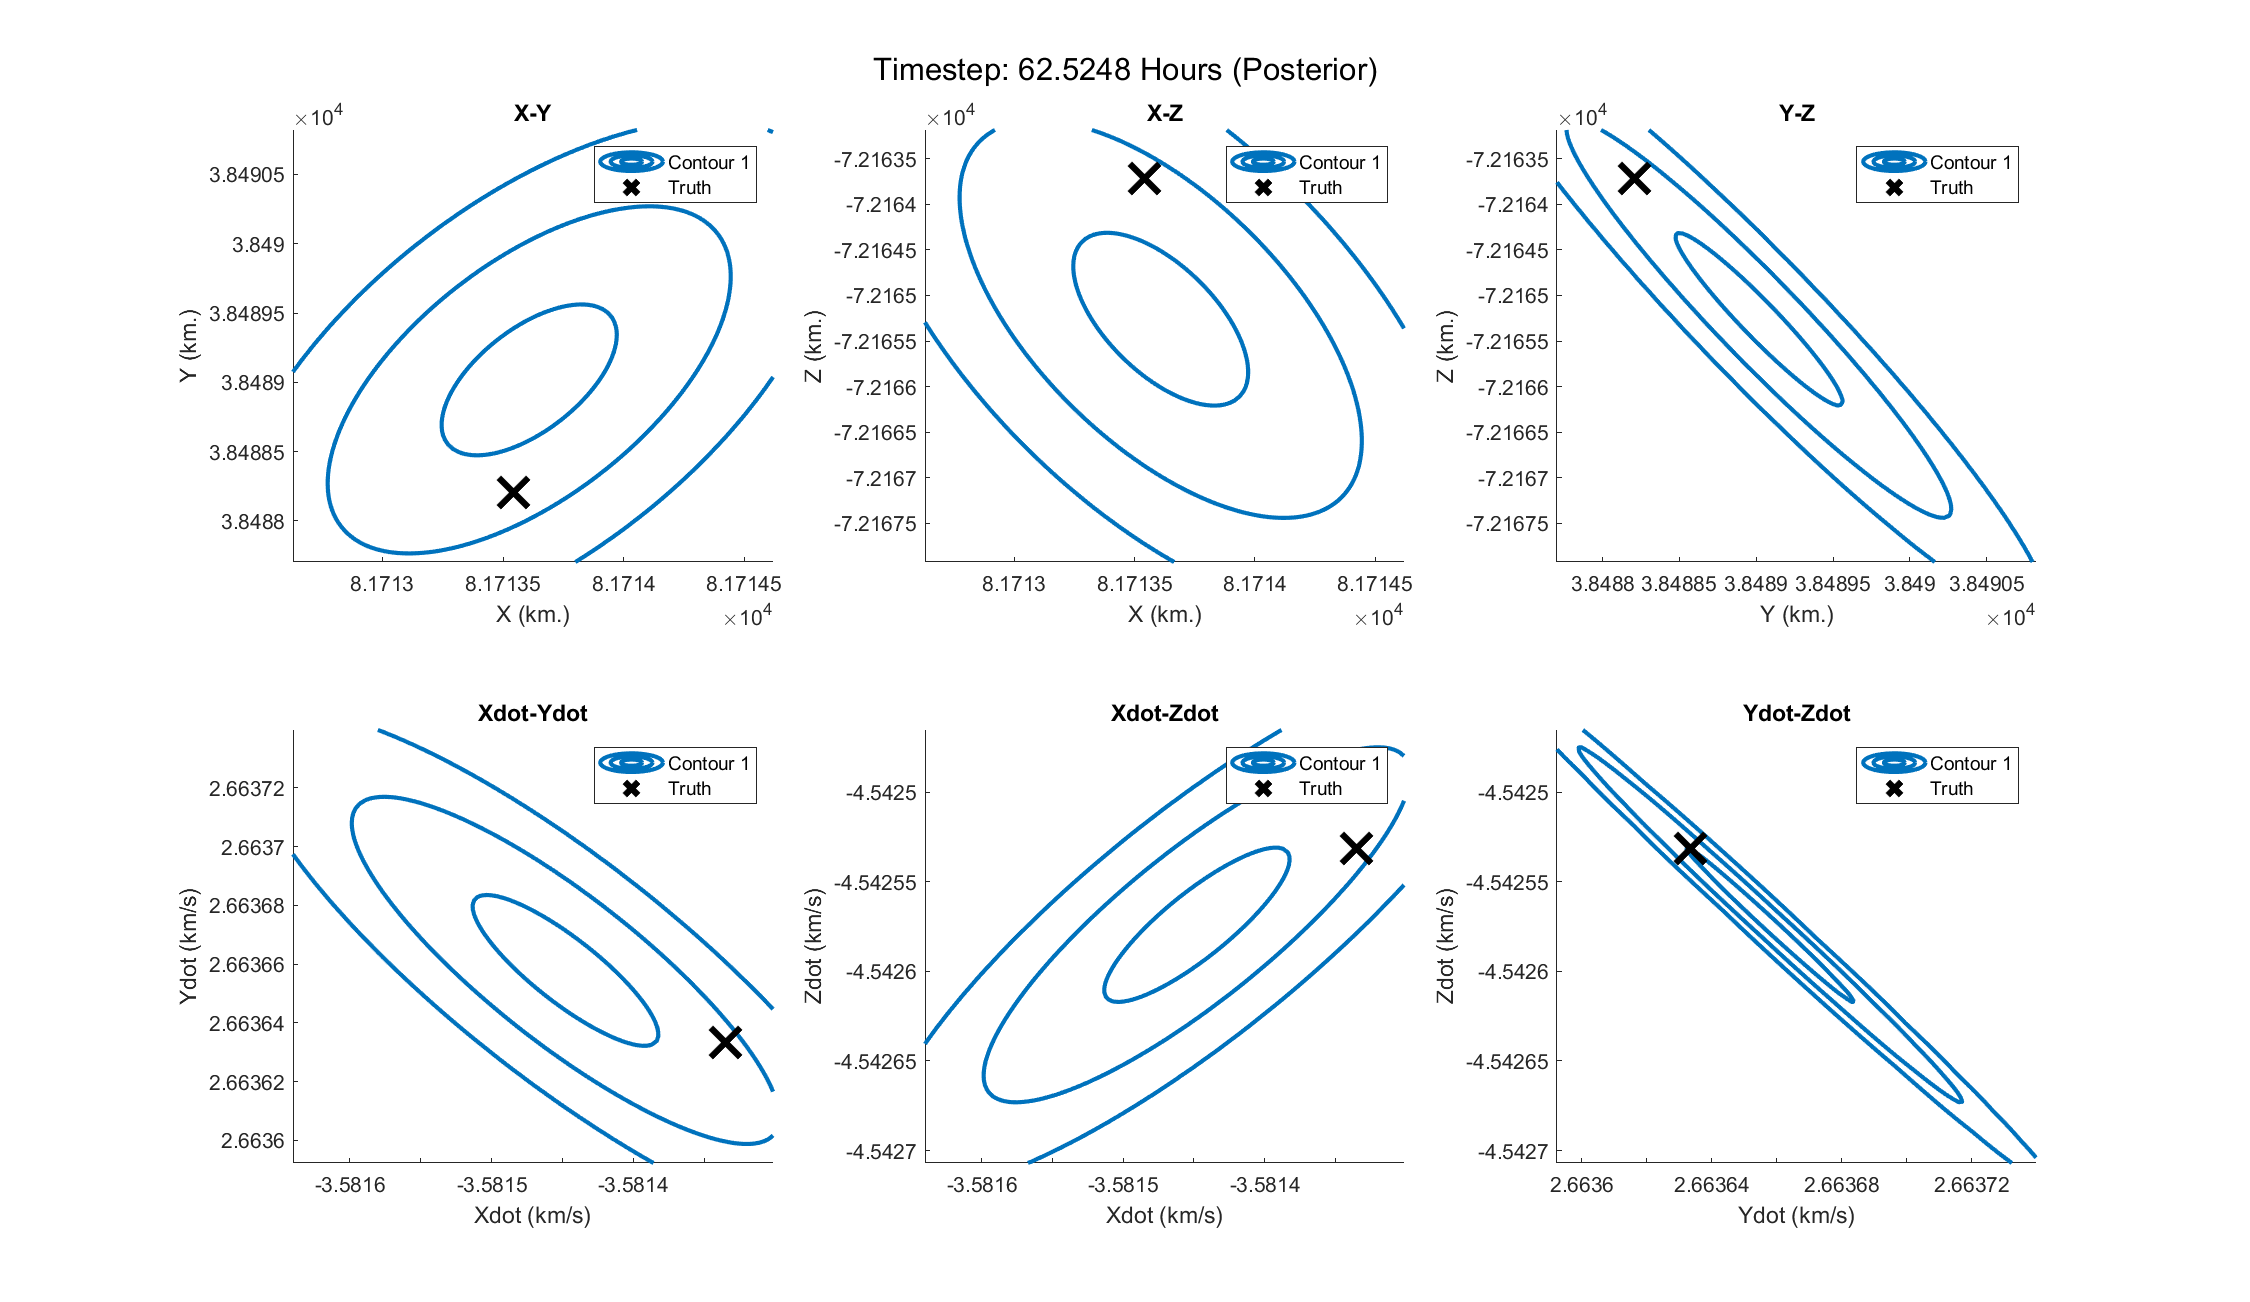 Timestep: 62.5248 Hours (Posterior)
X-Y
×10^4
3.84905
3.849
3.84895
3.8489
3.84885
3.8488
Y (km.)
8.1713
8.17135
8.1714
8.17145
X (km.)
×10^4
Contour 1
Truth
X-Z
×10^4
-7.21635
-7.2164
-7.21645
-7.2165
-7.21655
-7.2166
-7.21665
-7.2167
-7.21675
Z (km.)
8.1713
8.17135
8.1714
8.17145
X (km.)
×10^4
Contour 1
Truth
Y-Z
×10^4
-7.21635
-7.2164
-7.21645
-7.2165
-7.21655
-7.2166
-7.21665
-7.2167
-7.21675
Z (km.)
3.8488
3.84885
3.8489
3.84895
3.849
3.84905
Y (km.)
×10^4
Contour 1
Truth
Xdot-Ydot
2.66372
2.6637
2.66368
2.66366
2.66364
2.66362
2.6636
Ydot (km/s)
-3.5816
-3.5815
-3.5814
Xdot (km/s)
Contour 1
Truth
Xdot-Zdot
-4.5425
-4.54255
-4.5426
-4.54265
-4.5427
Zdot (km/s)
-3.5816
-3.5815
-3.5814
Xdot (km/s)
Contour 1
Truth
Ydot-Zdot
-4.5425
-4.54255
-4.5426
-4.54265
-4.5427
Zdot (km/s)
2.6636
2.66364
2.66368
2.66372
Ydot (km/s)
Contour 1
Truth